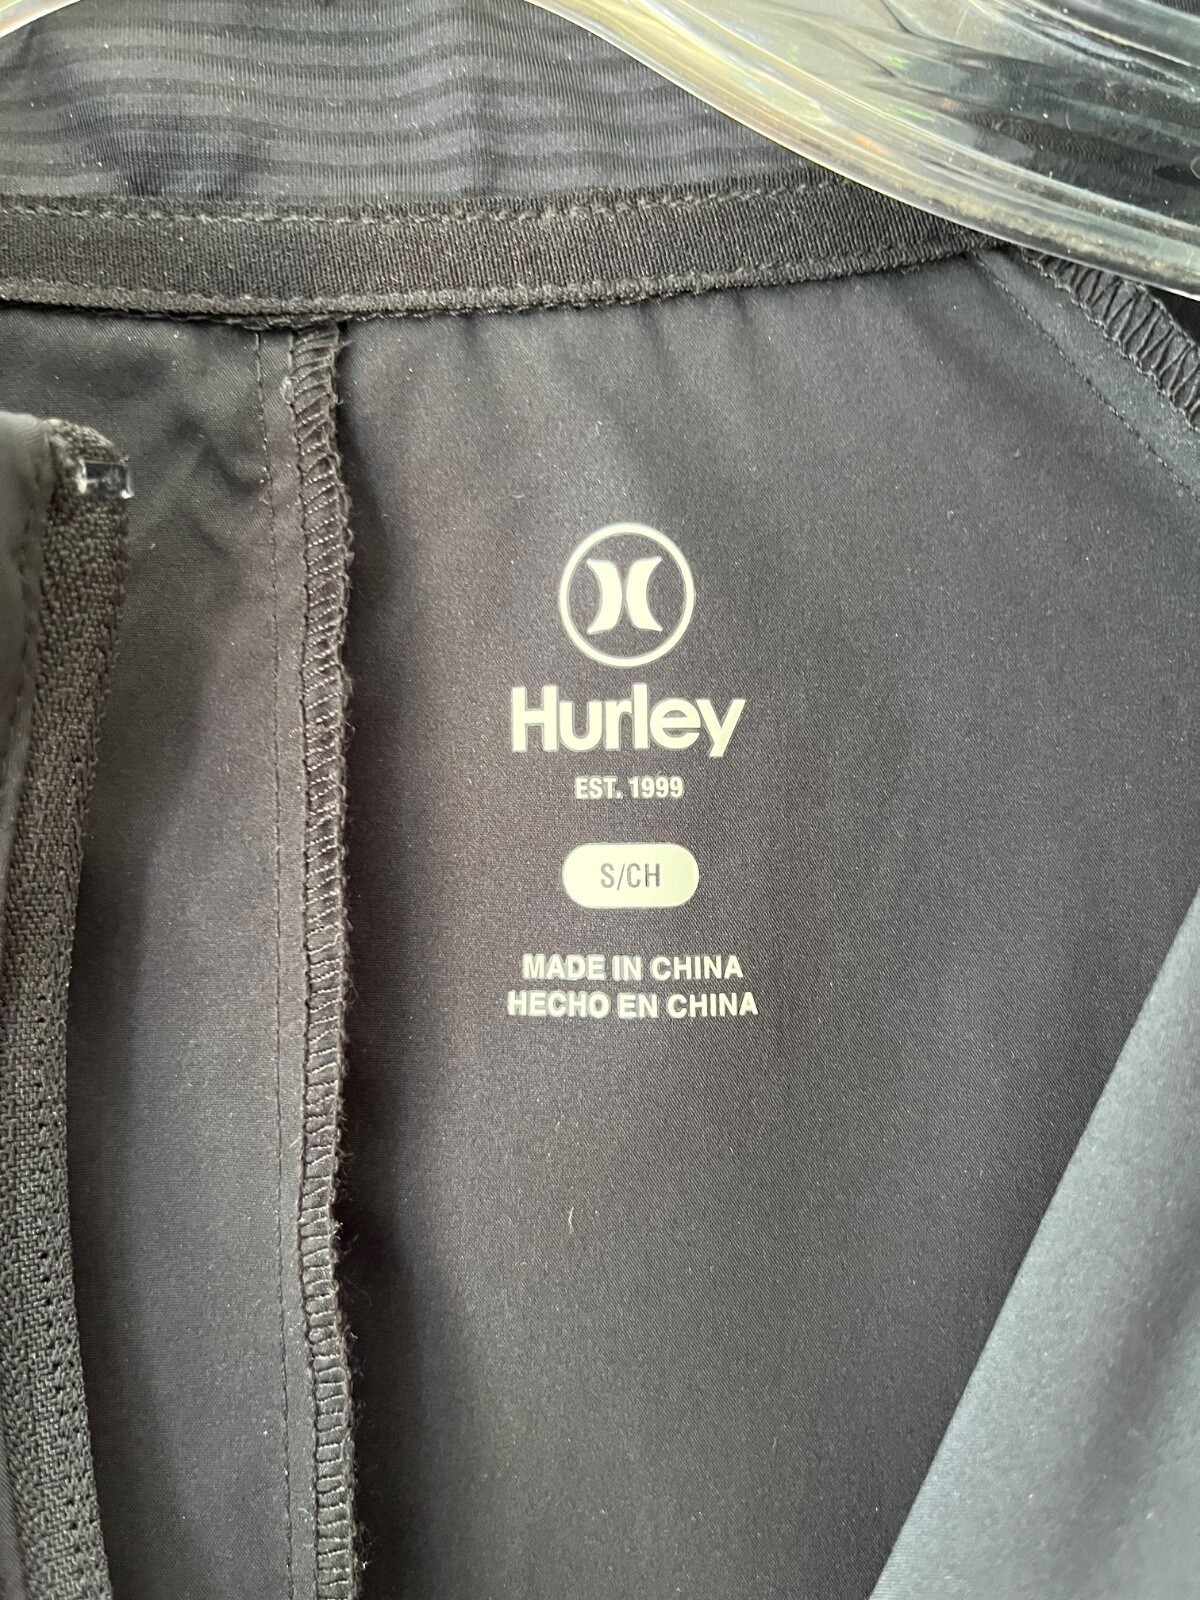 Hurley
EST. 1999
S/CH
MADE IN CHINA
HECHO EN CHINA